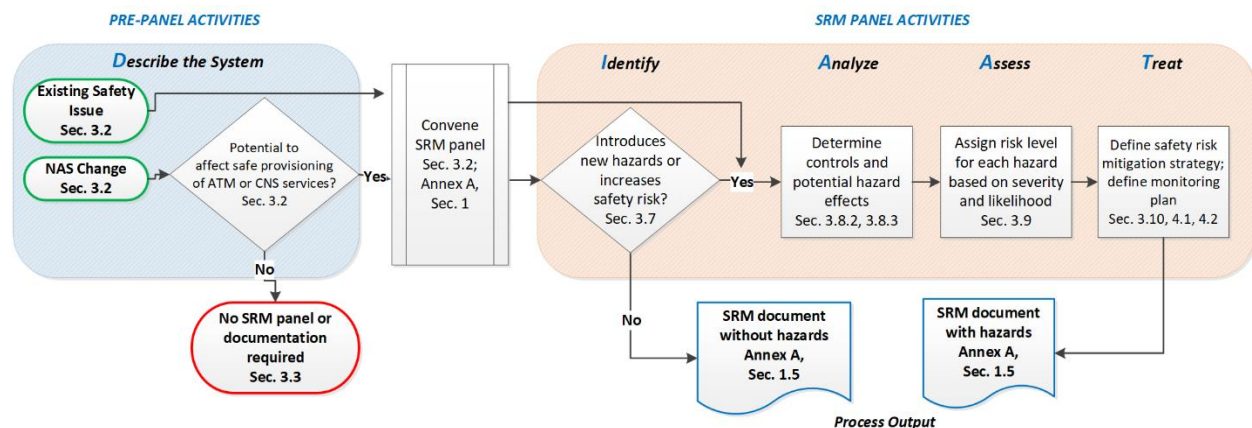 PRE-PANEL ACTIVITIES
SRM PANEL ACTIVITIES
Describe the System
Existing Safety
Issue
Sec. 3.2
NAS Change
Sec. 3.2
Potential to
affect safe provisioning
of ATM or CNS services?
Sec. 3.2
Yes
No
No SRM panel or
documentation
required
Sec. 3.3
Convene
SRM panel
Sec. 3.2;
Annex A,
Sec. 1
Identify
Introduces
new hazards or
increases
safety risk?
Sec. 3.7
Yes
No
Analyze
Determine
controls and
potential hazard
effects
Sec. 3.8.2, 3.8.3
Assess
Assign risk level
for each hazard
based on severity
and likelihood
Sec. 3.9
Treat
Define safety risk
mitigation strategy;
define monitoring
plan
Sec. 3.10, 4.1, 4.2
SRM document
without hazards
Annex A,
Sec. 1.5
SRM document
with hazards
Annex A,
Sec. 1.5
Process Output